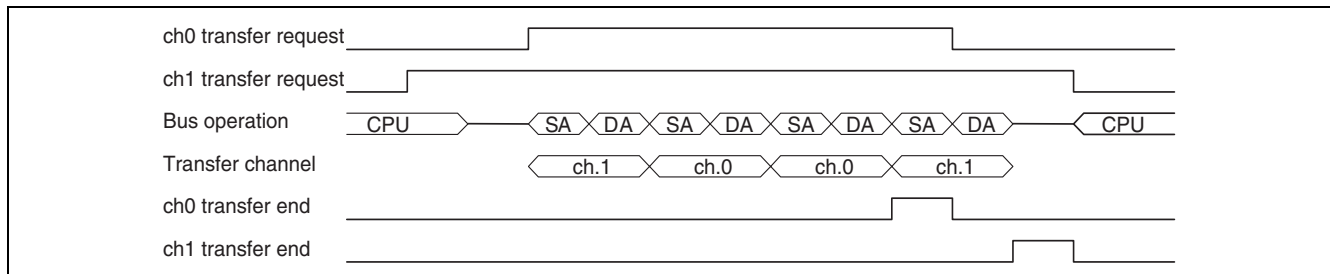 ch0 transfer request
ch1 transfer request
Bus operation CPU SA DA SA DA SA DA SA DA CPU
Transfer channel ch.1 ch.0 ch.0 ch.1
ch0 transfer end
ch1 transfer end